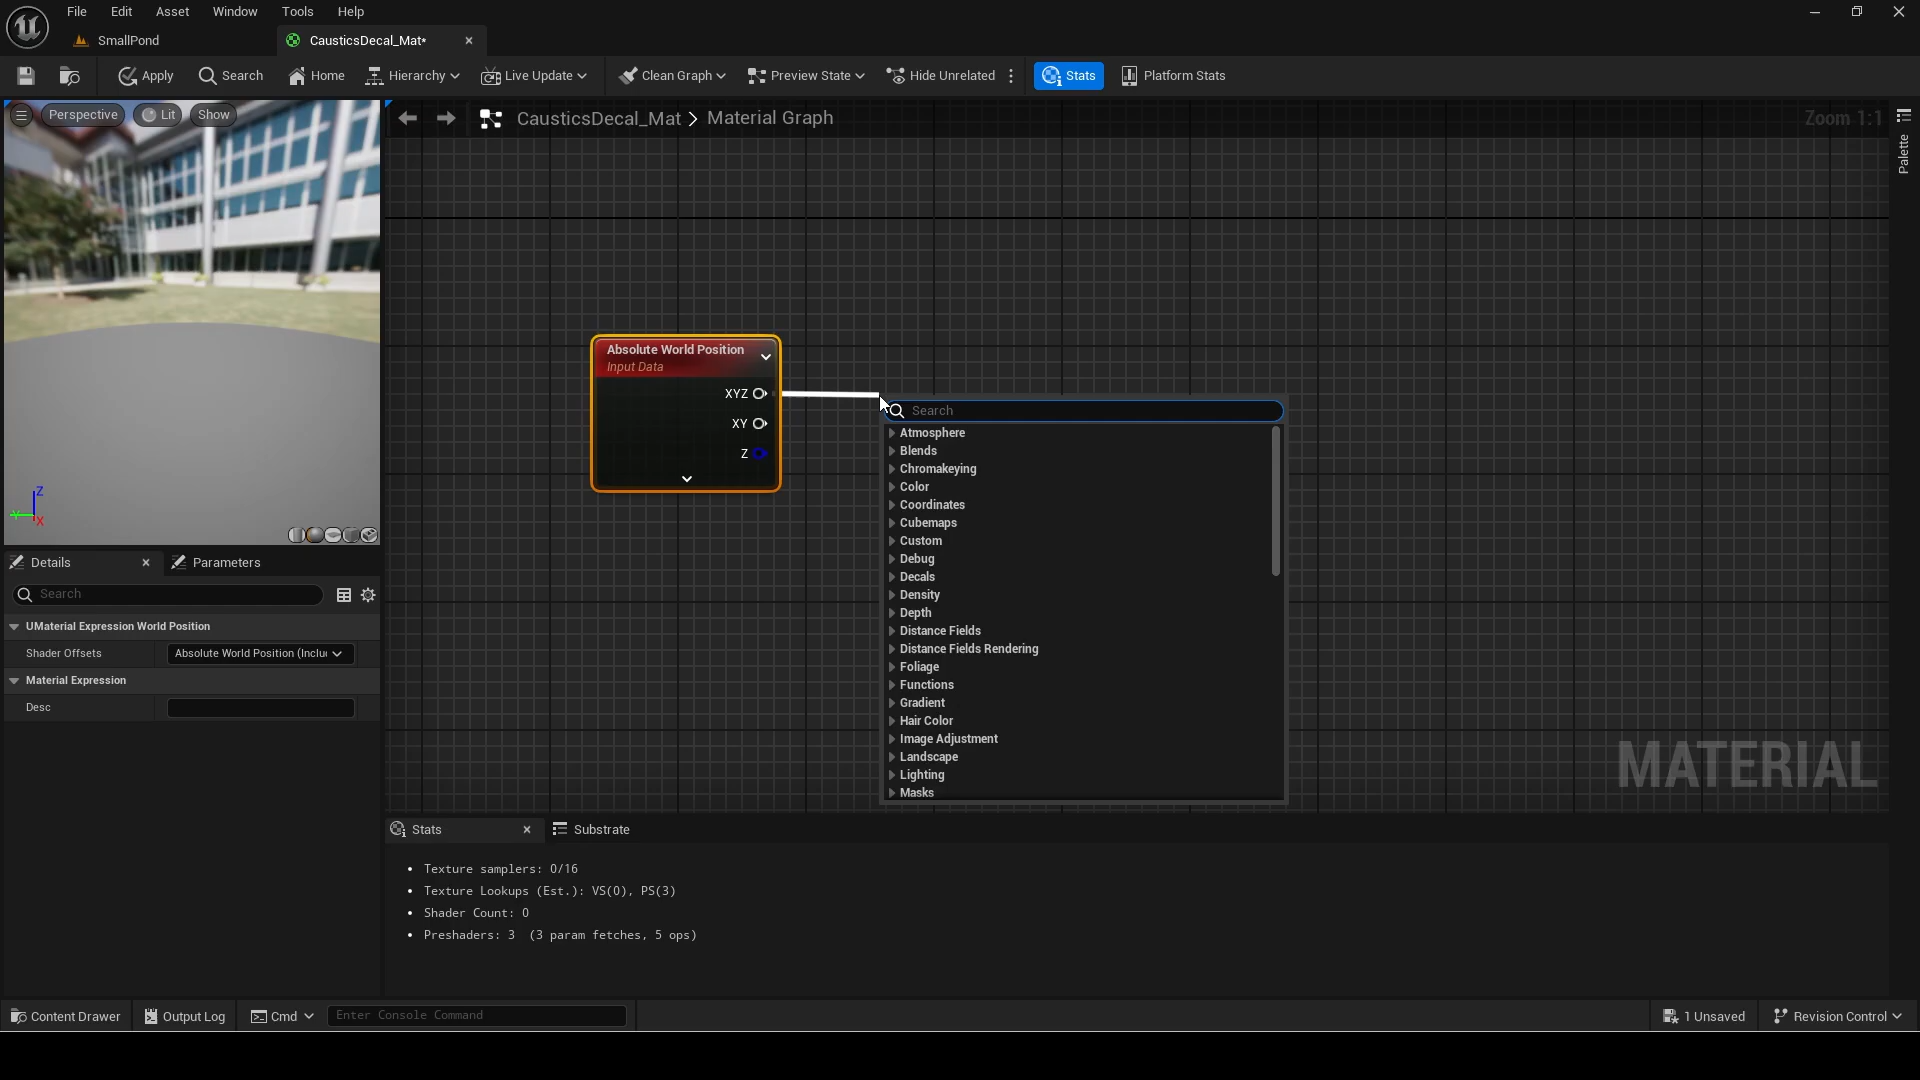 File Edit Asset Window Tools Help
SmallPond CausticsDecal_Mat*
Apply Search Home Hierarchy Live Update Clean Graph Preview State Hide Unrelated Stats Platform Stats
Perspective Lit Show
CausticsDecal_Mat > Material Graph
Zoom 1:1
Palette
Absolute World Position
Input Data
XYZ
XY
Z
Search
Atmosphere
Blends
Chromakeying
Color
Coordinates
Cubemaps
Custom
Debug
Decals
Density
Depth
Distance Fields
Distance Fields Rendering
Foliage
Functions
Gradient
Hair Color
Image Adjustment
Landscape
Lighting
Masks
MATERIAL
Z
Y
X
Details Parameters
Search
UMaterial Expression World Position
Shader Offsets Absolute World Position (Inclu
Material Expression
Desc
Stats Substrate
• Texture samplers: 0/16
• Texture Lookups (Est.): VS(0), PS(3)
• Shader Count: 0
• Preshaders: 3 (3 param fetches, 5 ops)
Content Drawer Output Log Cmd Enter Console Command 1 Unsaved Revision Control